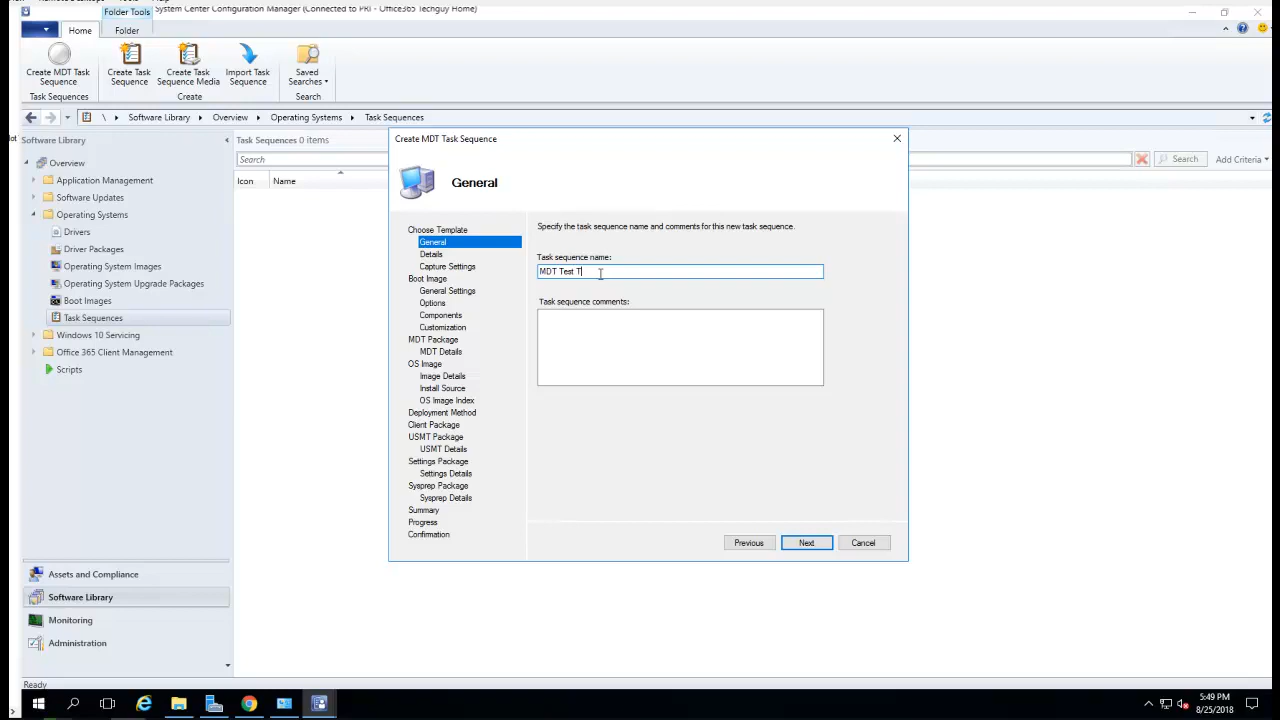 Folder Tools
System Center Configuration Manager (Connected to PRI - Office365 Techguy Home)
Home
Folder
Create MDT Task Sequence
Create Task Sequence
Create Task Sequence Media
Import Task Sequence
Saved Searches
Task Sequences
Create
Search
\ Software Library Overview Operating Systems Task Sequences
Software Library
Overview
Application Management
Software Updates
Operating Systems
Drivers
Driver Packages
Operating System Images
Operating System Upgrade Packages
Boot Images
Task Sequences
Windows 10 Servicing
Office 365 Client Management
Scripts
Assets and Compliance
Software Library
Monitoring
Administration
Ready
Task Sequences 0 items
Search
Search
Add Criteria
Icon Name
Create MDT Task Sequence
General
Choose Template
General
Details
Capture Settings
Boot Image
General Settings
Options
Components
Customization
MDT Package
MDT Details
OS Image
Image Details
Install Source
OS Image Index
Deployment Method
Client Package
USMT Package
USMT Details
Settings Package
Settings Details
Sysprep Package
Sysprep Details
Summary
Progress
Confirmation
Specify the task sequence name and comments for this new task sequence.
Task sequence name:
MDT Test T
Task sequence comments:
Previous
Next
Cancel
5:49 PM
8/25/2018